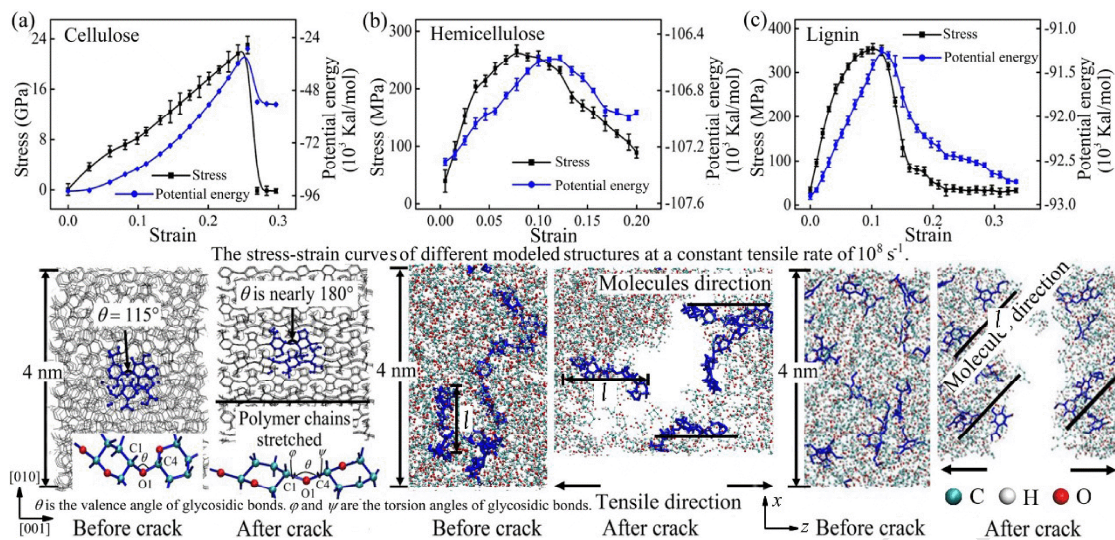 (a)
Cellulose
24
16
8
0
Stress (GPa)
-24
-48
-72
-96
Potential energy
(10³ Kal/mol)
Stress
Potential energy
0.0
0.1
0.2
0.3
Strain
(b)
Hemicellulose
300
200
100
0
Stress (MPa)
-106.5
-106.8
-107.2
-107.6
Potential energy
(10³ Kal/mol)
Stress
Potential energy
0.00
0.05
0.10
0.15
0.20
Strain
(c)
Lignin
400
300
200
100
0
Stress (MPa)
-91.0
-91.5
-92.0
-92.5
-93.0
Potential energy
(10³ Kal/mol)
Stress
Potential energy
0.0
0.1
0.2
0.3
Strain
The stress-strain curves of different modeled structures at a constant tensile rate of 10⁸ s⁻¹.
4 nm
θ = 115°
C1
θ
C4
O1
θ is nearly 180°
Polymer chains
stretched
φ
θ
ψ
C1
O1
C4
4 nm
l
Molecules direction
l
4 nm
l
Molecules direction
[010]
[001]
θ is the valence angle of glycosidic bonds. φ and ψ are the torsion angles of glycosidic bonds.
Tensile direction
x
z
C
H
O
Before crack
After crack
Before crack
After crack
Before crack
After crack